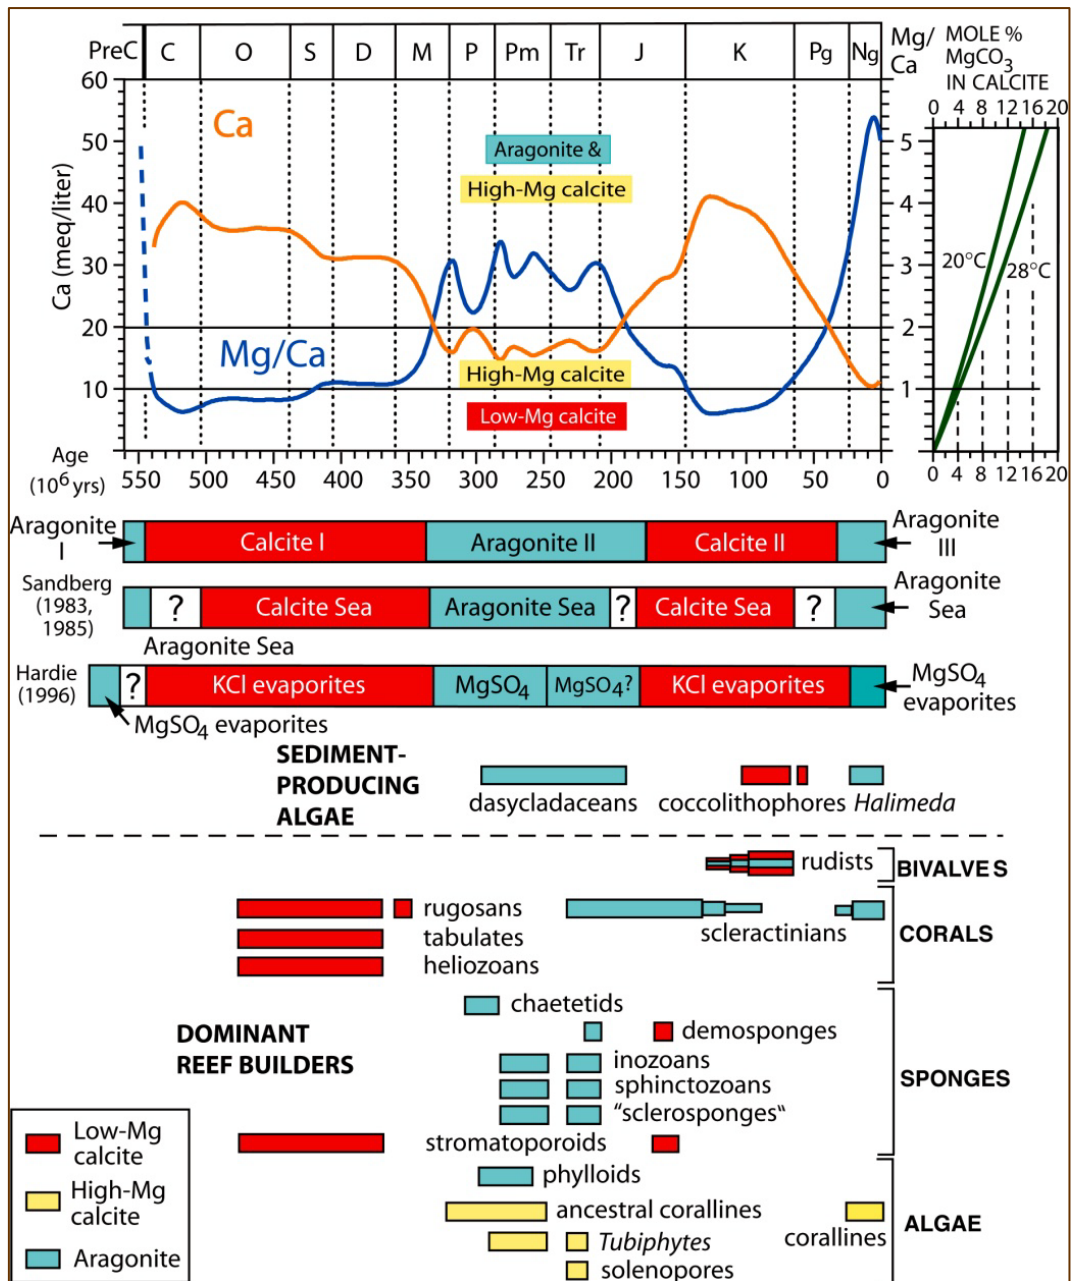 PreC C O S D M P Pm Tr J K Pg Ng
Mg/
Ca
MOLE %
MgCO3
IN CALCITE
0 4 8 12 16 20
60
50
40
30
20
10
Ca (meq/liter)
Ca
Mg/Ca
Aragonite &
High-Mg calcite
High-Mg calcite
Low-Mg calcite
5
4
3
2
1
20°C
28°C
0 4 8 12 16 20
Age
(10⁶ yrs)
550 500 450 400 350 300 250 200 150 100 50 0
Aragonite
I
Calcite I
Aragonite II
Calcite II
Aragonite
III
Sandberg
(1983,
1985)
?
Calcite Sea
Aragonite Sea
?
Calcite Sea
?
Aragonite
Sea
Aragonite Sea
Hardie
(1996)
?
KCl evaporites
MgSO4
MgSO4?
KCl evaporites
MgSO4
evaporites
MgSO4 evaporites
SEDIMENT-
PRODUCING
ALGAE
dasycladaceans
coccolithophores
Halimeda
rudists
BIVALVES
rugosans
tabulates
heliozoans
scleractinians
CORALS
DOMINANT
REEF BUILDERS
chaetetids
demosponges
inozoans
sphinctozoans
"sclerosponges"
stromatoporoids
SPONGES
phylloids
ancestral corallines
Tubiphytes
solenopores
corallines
ALGAE
Low-Mg
calcite
High-Mg
calcite
Aragonite